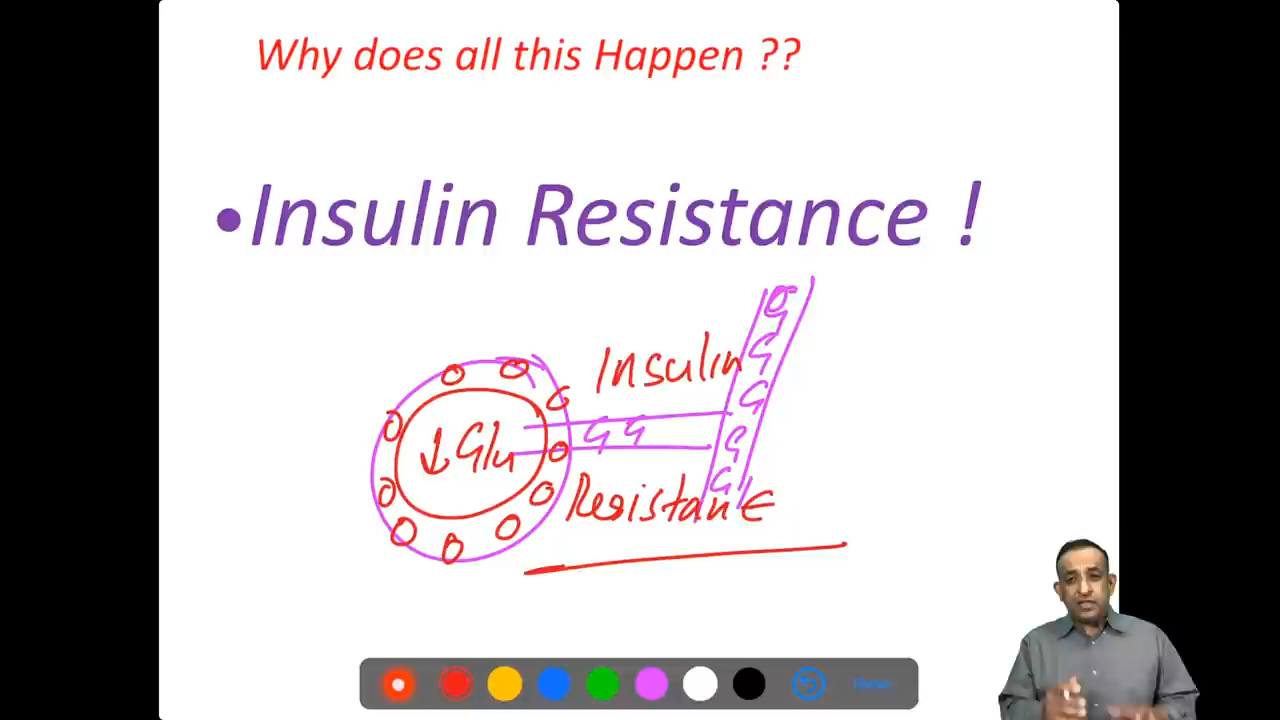 Why does all this Happen ??
•Insulin Resistance !
G
Insulin
G
G
↓Glu
G G
G
G
Resistance